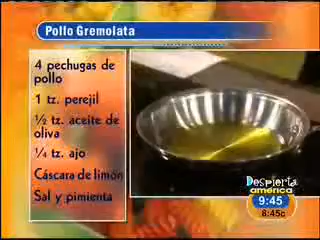 Pollo Gremolata
4 pechugas de
pollo
1 tz. perejil
½ tz. aceite de
oliva
¼ tz. ajo
Cáscara de limón
Sal y pimienta
Despierta
américa
9:45
8:45c